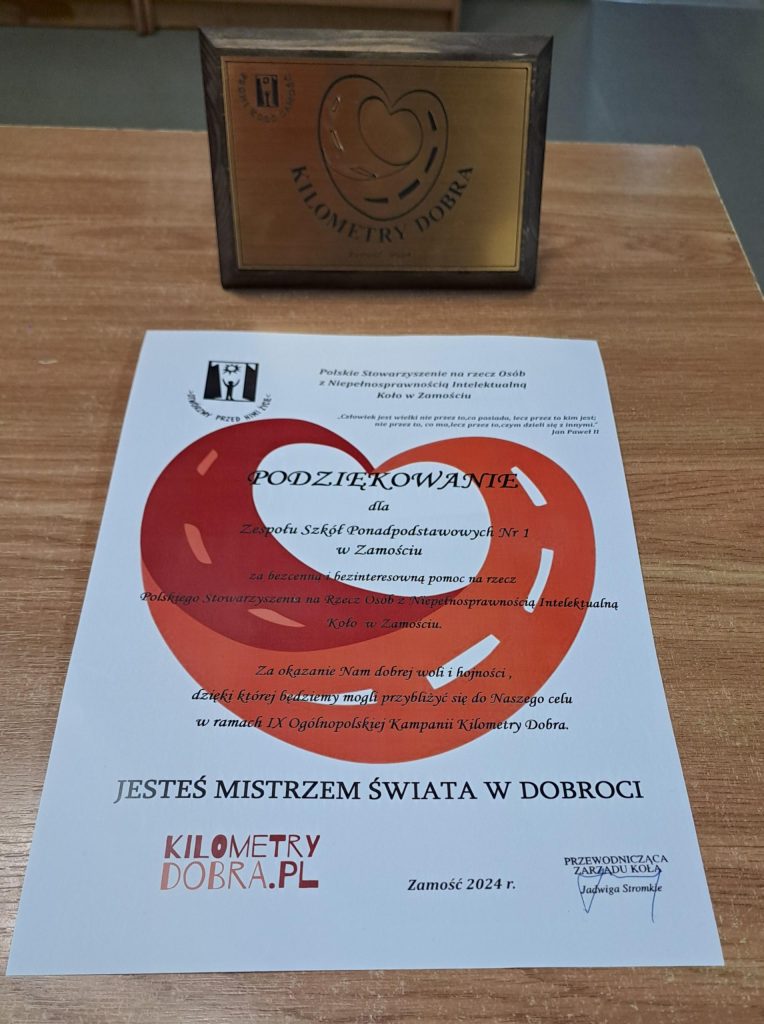 KILOMETRY DOBRA
Polskie Stowarzyszenie na rzecz Osób
z Niepełnosprawnością Intelektualną
Koło w Zamościu
„Człowiek jest wielki nie przez to,co posiada, lecz przez to kim jest;
nie przez to, co ma,lecz przez to,czym dzieli się z innymi.”
Jan Paweł II
PODZIĘKOWANIE
dla
Zespołu Szkół Ponadpodstawowych Nr 1
w Zamościu
za bezcenną i bezinteresowną pomoc na rzecz
Polskiego Stowarzyszenia na Rzecz Osób z Niepełnosprawnością Intelektualną
Koło w Zamościu.
Za okazanie Nam dobrej woli i hojności ,
dzięki której będziemy mogli przybliżyć się do Naszego celu
w ramach IX Ogólnopolskiej Kampanii Kilometry Dobra.
JESTEŚ MISTRZEM ŚWIATA W DOBROCI
KILOMETRY
DOBRA.PL
Zamość 2024 r.
PRZEWODNICZĄCA
ZARZĄDU KOŁA
Jadwiga Stromkie